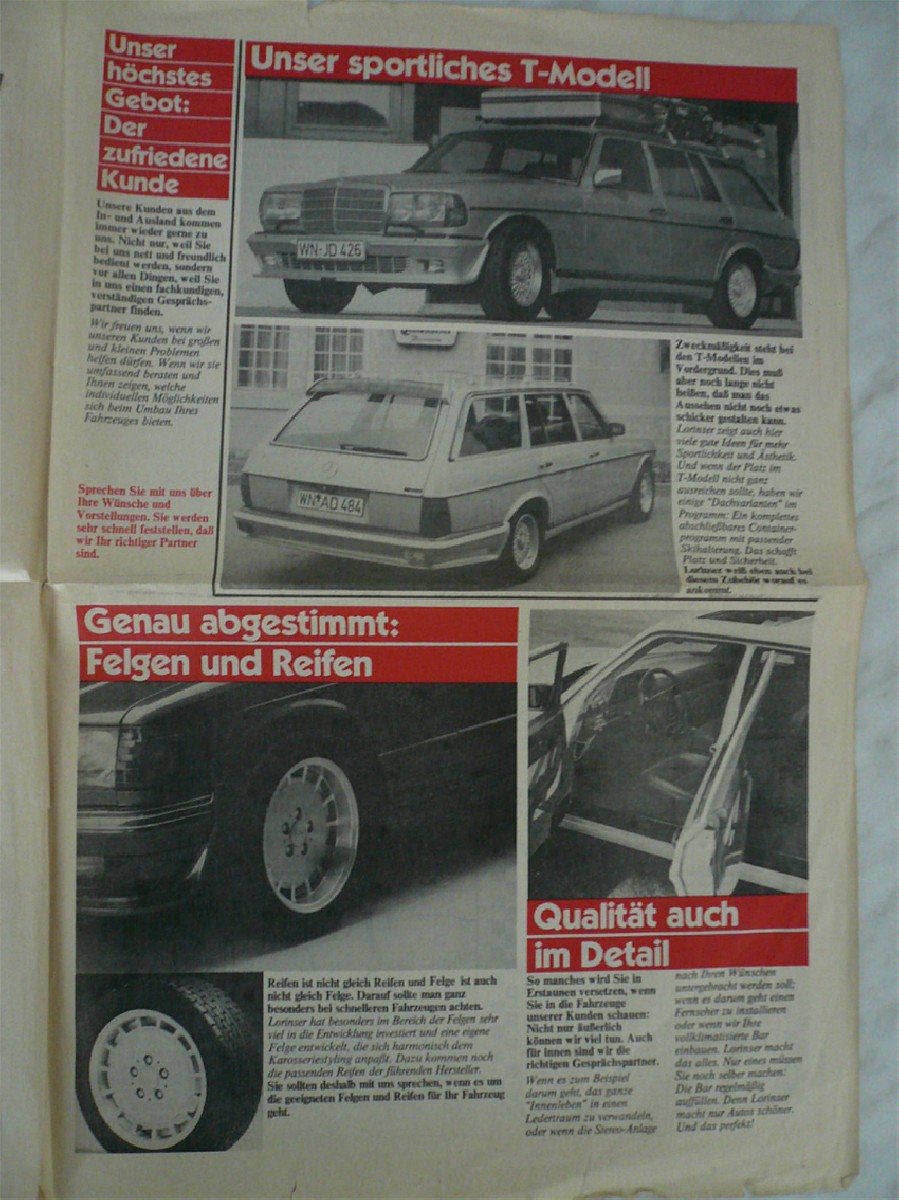 Unser
höchstes
Gebot:
Der
zufriedene
Kunde
Unsere Kunden aus dem
In- und Ausland kommen
immer wieder gerne zu
uns. Nicht nur, weil Sie
bei uns nett und freundlich
bedient werden, sondern
vor allen Dingen, weil Sie
in uns einen fachkundigen,
verständigen Gesprächs-
partner finden.
Wir freuen uns, wenn wir
unseren Kunden bei großen
und kleinen Problemen
helfen dürfen. Wenn wir sie
umfassend beraten und
Ihnen zeigen, welche
individuellen Möglichkeiten
sich beim Umbau Ihres
Fahrzeuges bieten.
Sprechen Sie mit uns über
Ihre Wünsche und
Vorstellungen. Sie werden
sehr schnell feststellen, daß
wir Ihr richtiger Partner
sind.
Unser sportliches T-Modell
WN-JD 426
WN-AD 484
Zweckmäßigkeit steht bei
den T-Modellen im
Vordergrund. Dies muß
aber noch lange nicht
heißen, daß man das
Aussehen nicht noch etwas
schicker gestalten kann.
Lorinser zeigt auch hier
viele gute Ideen für mehr
Sportlichkeit und Ästhetik.
Und wenn der Platz im
T-Modell nicht ganz
ausreichen sollte, haben wir
einige "Dachvarianten" im
Programm: Ein komplettes
abschließbares Container-
programm mit passender
Skihalterung. Das schafft
Platz und Sicherheit.
Lorinser weiß eben auch bei
diesem Zubehör worauf es
ankommt.
Genau abgestimmt:
Felgen und Reifen
Reifen ist nicht gleich Reifen und Felge ist auch
nicht gleich Felge. Darauf sollte man ganz
besonders bei schnelleren Fahrzeugen achten.
Lorinser hat besonders im Bereich der Felgen sehr
viel in die Entwicklung investiert und eine eigene
Felge entwickelt, die sich harmonisch dem
Karosseriestyling anpaßt. Dazu kommen noch
die passenden Reifen der führenden Hersteller.
Sie sollten deshalb mit uns sprechen, wenn es um
die geeigneten Felgen und Reifen für Ihr Fahrzeug
geht.
Qualität auch
im Detail
So manches wird Sie in
Erstaunen versetzen, wenn
Sie in die Fahrzeuge
unserer Kunden schauen:
Nicht nur äußerlich
können wir viel tun. Auch
für Innen sind wir die
richtigen Gesprächspartner.
Wenn es zum Beispiel
darum geht, das ganze
"Innenleben" in einen
Ledertraum zu verwandeln,
oder wenn die Stereo-Anlage
nach Ihren Wünschen
untergebracht werden soll;
wenn es darum geht einen
Fernseher zu installieren
oder wenn wir Ihre
vollklimatisierte Bar
einbauen. Lorinser macht
das alles. Nur eines müssen
Sie noch selber machen:
Die Bar regelmäßig
auffüllen. Denn Lorinser
macht nur Autos schöner.
Und das perfekt!